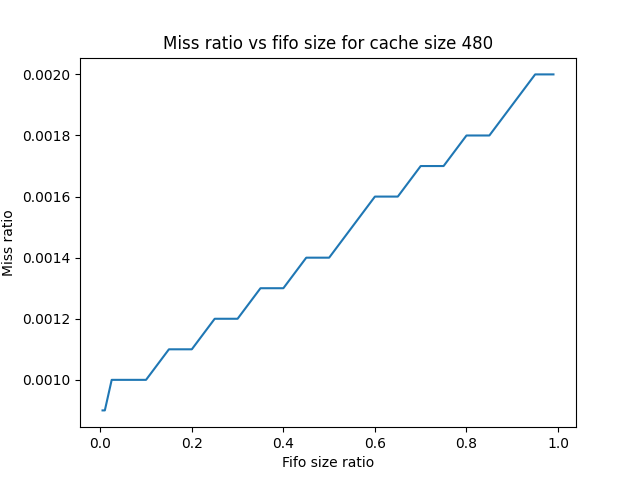 Miss ratio vs fifo size for cache size 480
0.0020
0.0018
0.0016
0.0014
0.0012
0.0010
Miss ratio
0.0 0.2 0.4 0.6 0.8 1.0
Fifo size ratio